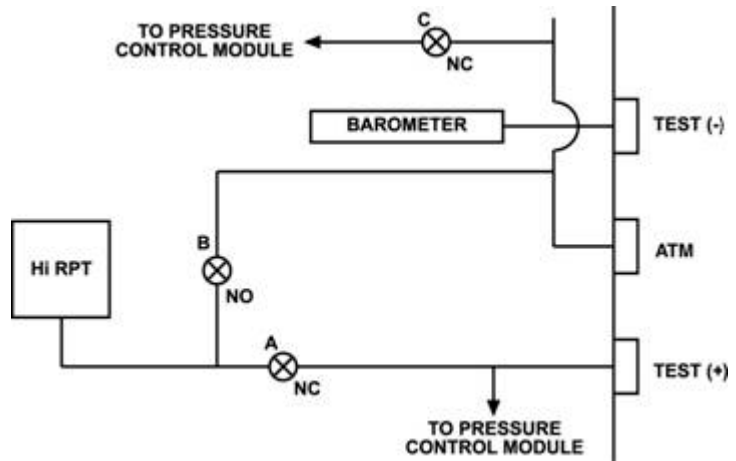 C
TO PRESSURE
CONTROL MODULE
NC
BAROMETER
TEST (-)
B
Hi RPT
NO
ATM
A
NC
TEST (+)
TO PRESSURE
CONTROL MODULE